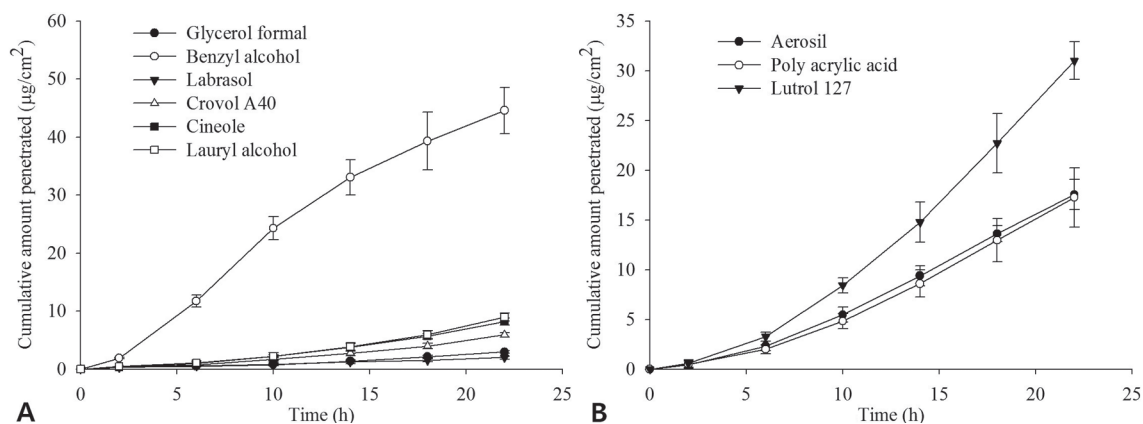 Cumulative amount penetrated (µg/cm²)
60
50
40
30
20
10
0
Glycerol formal
Benzyl alcohol
Labrasol
Crovol A40
Cineole
Lauryl alcohol
0 5 10 15 20 25
Time (h)
A
Cumulative amount penetrated (µg/cm²)
35
30
25
20
15
10
5
0
Aerosil
Poly acrylic acid
Lutrol 127
0 5 10 15 20 25
Time (h)
B